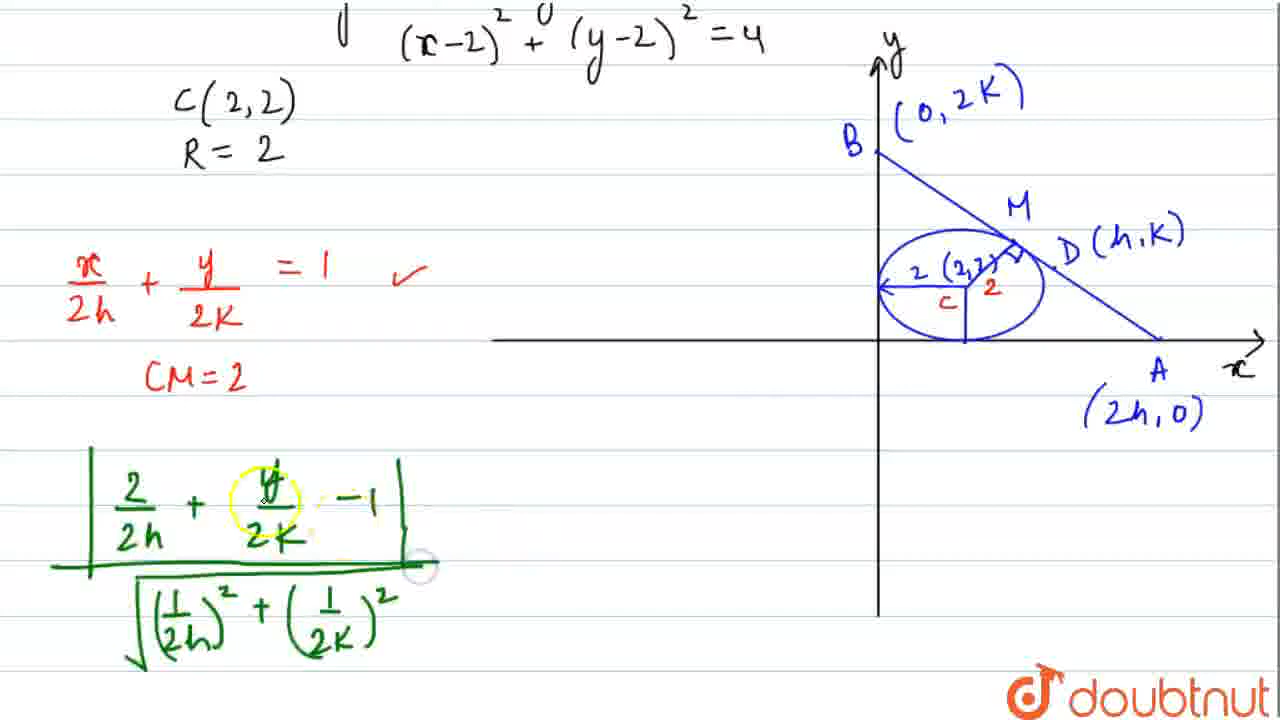 (x-2)² + (y-2)² = 4
C(2,2)
R = 2
x/2h + y/2K = 1 ✓
CM = 2
|2/2h + y/2K - 1|
√((1/2h)² + (1/2K)²)
y
B (0, 2K)
M
D (h, K)
2 (2,2)
C 2
A
x
(2h, 0)
doubtnut